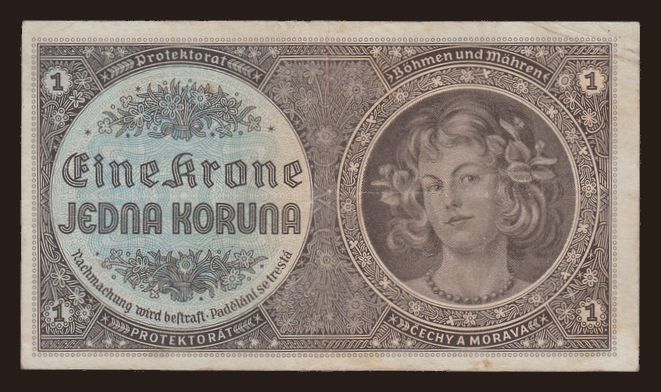 Protektorat
Böhmen und Mähren
1
1
Eine Krone
JEDNA KORUNA
Nachmachung wird bestraft · Padělání se trestá
1
1
PROTEKTORÁT
ČECHY A MORAVA